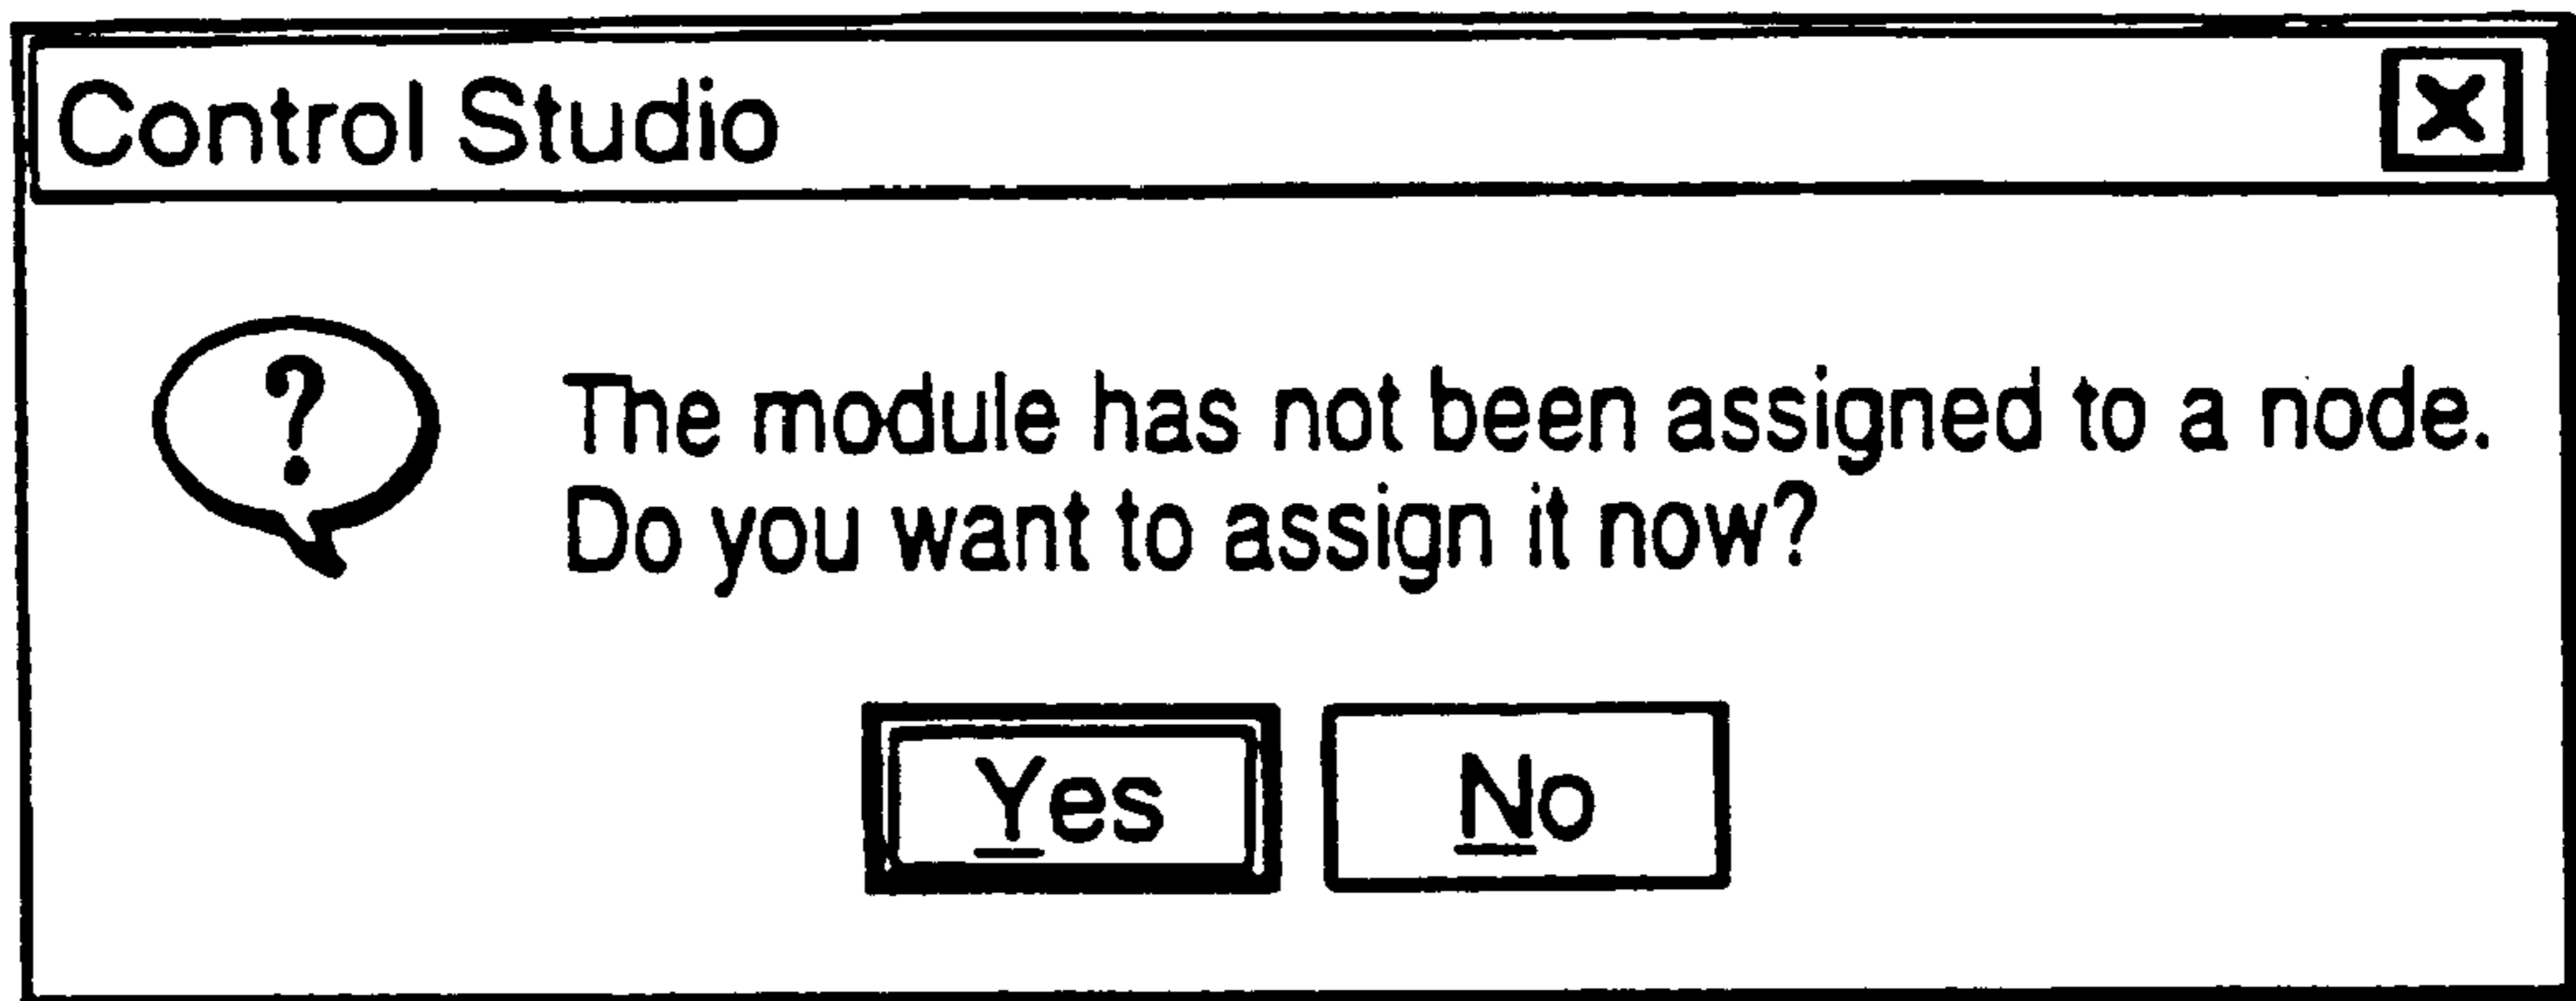 Control Studio
?
The module has not been assigned to a node.
Do you want to assign it now?
Yes No